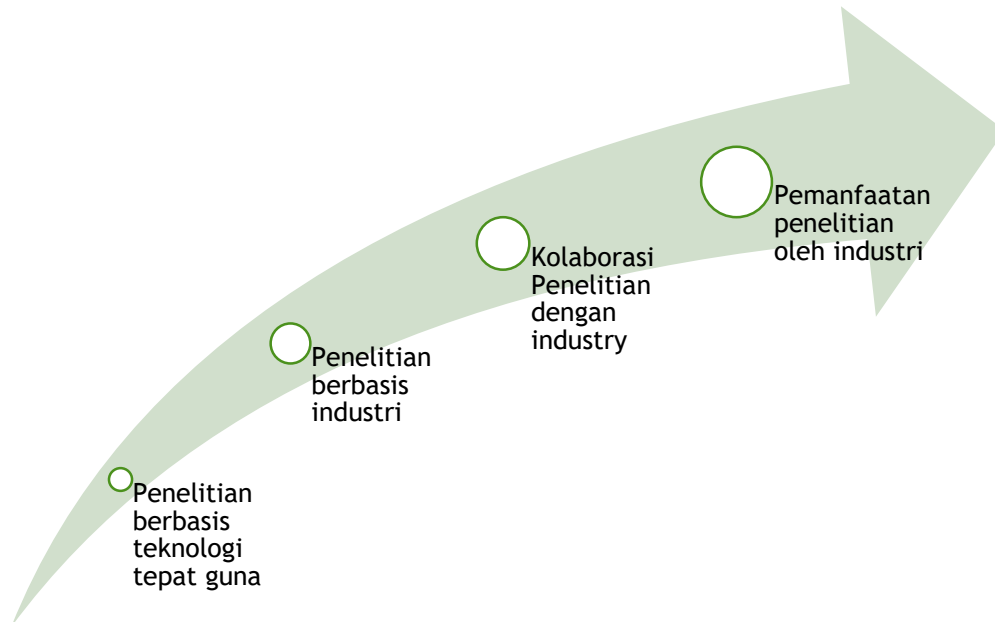 Penelitian
berbasis
teknologi
tepat guna
Penelitian
berbasis
industri
Kolaborasi
Penelitian
dengan
industry
Pemanfaatan
penelitian
oleh industri